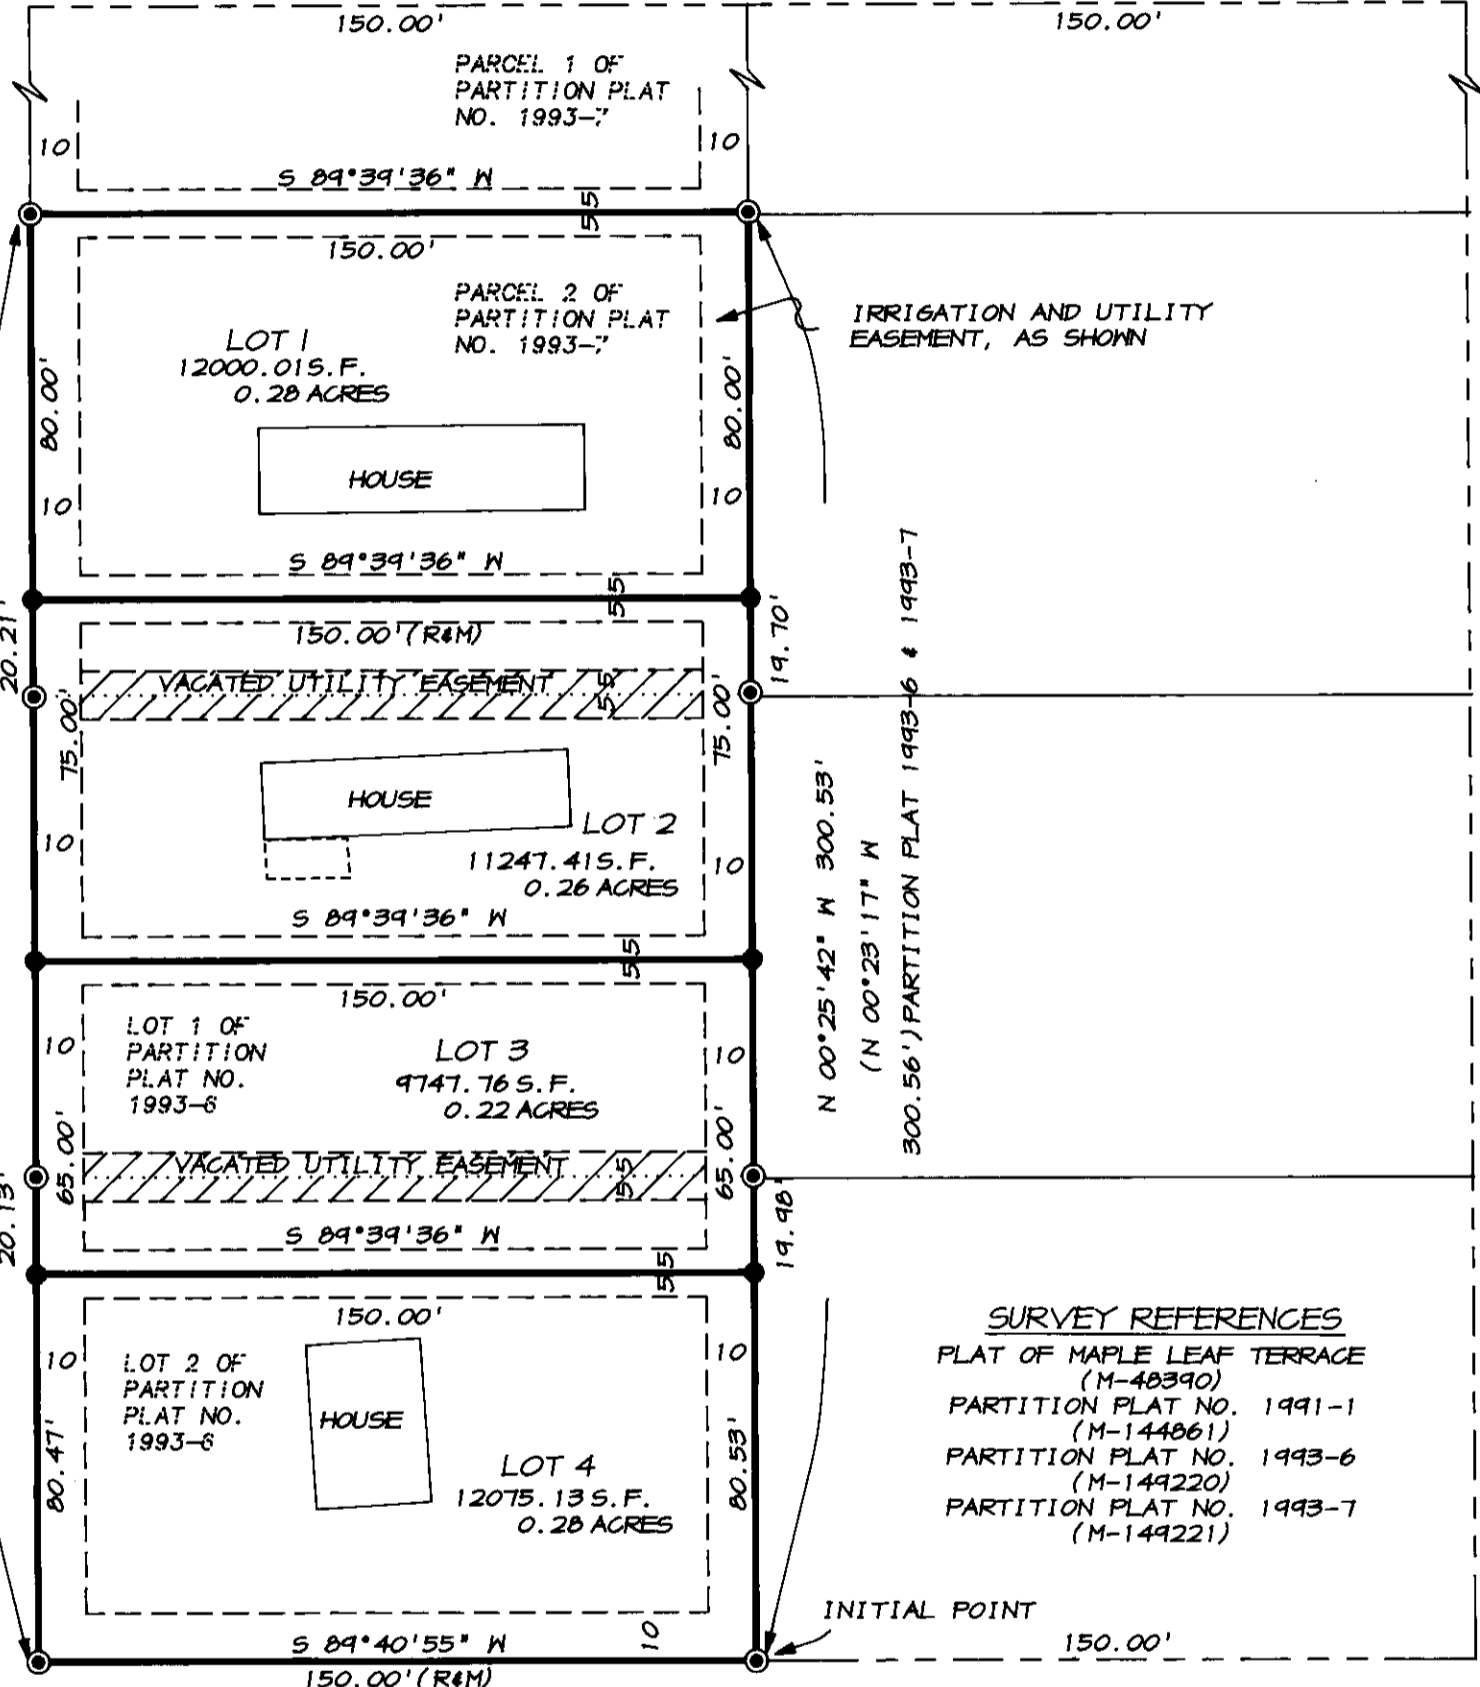 150.00'
150.00'
PARCEL 1 OF
PARTITION PLAT
NO. 1993-7
10
10
S 89°39'36" W
5
5
150.00'
PARCEL 2 OF
PARTITION PLAT
NO. 1993-7
IRRIGATION AND UTILITY
EASEMENT, AS SHOWN
LOT 1
12000.01 S.F.
0.28 ACRES
80.00'
80.00'
HOUSE
10
10
S 89°39'36" W
5
5
20.21'
19.70'
150.00'(R&M)
VACATED UTILITY EASEMENT
5
5
75.00'
75.00'
HOUSE
LOT 2
11247.41 S.F.
0.26 ACRES
10
10
S 89°39'36" W
5
5
N 00°25'42" W 300.53'
(N 00°23'17" W
300.56')PARTITION PLAT 1993-6 & 1993-7
150.00'
LOT 1 OF
PARTITION
PLAT NO.
1993-6
LOT 3
9747.76 S.F.
0.22 ACRES
10
10
65.00'
65.00'
VACATED UTILITY EASEMENT
5
5
20.13'
19.98'
S 89°39'36" W
5
5
150.00'
LOT 2 OF
PARTITION
PLAT NO.
1993-6
10
10
HOUSE
LOT 4
12075.13 S.F.
0.28 ACRES
80.47'
80.53'
SURVEY REFERENCES
PLAT OF MAPLE LEAF TERRACE
(M-48390)
PARTITION PLAT NO. 1991-1
(M-144861)
PARTITION PLAT NO. 1993-6
(M-149220)
PARTITION PLAT NO. 1993-7
(M-149221)
INITIAL POINT
S 89°40'55" W
10
150.00'(R&M)
150.00'